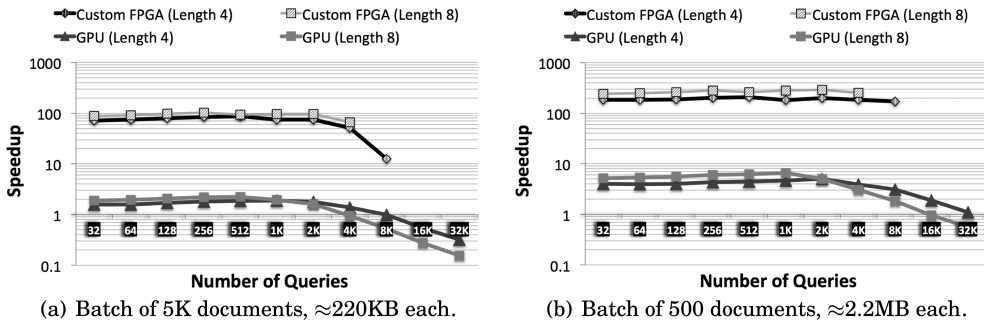 Custom FPGA (Length 4) Custom FPGA (Length 8)
GPU (Length 4) GPU (Length 8)
1000
100
10
1
0.1
Speedup
32 64 128 256 512 1K 2K 4K 8K 16K 32K
Number of Queries
(a) Batch of 5K documents, ≈220KB each.
Custom FPGA (Length 4) Custom FPGA (Length 8)
GPU (Length 4) GPU (Length 8)
1000
100
10
1
0.1
Speedup
32 64 128 256 512 1K 2K 4K 8K 16K 32K
Number of Queries
(b) Batch of 500 documents, ≈2.2MB each.